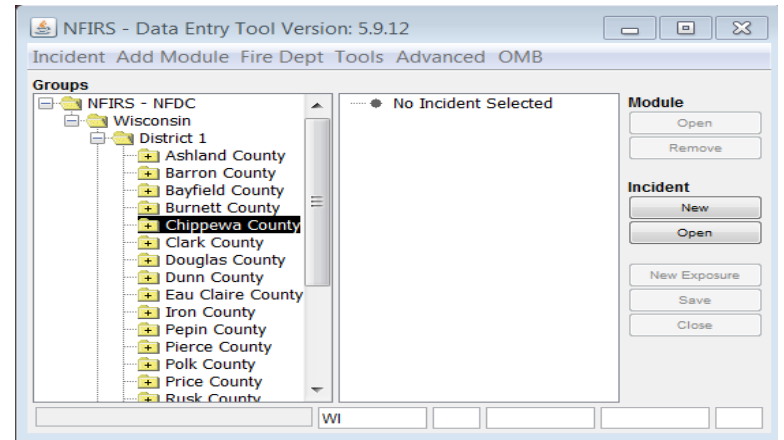 NFIRS - Data Entry Tool Version: 5.9.12
Incident Add Module Fire Dept Tools Advanced OMB
Groups
NFIRS - NFDC
Wisconsin
District 1
Ashland County
Barron County
Bayfield County
Burnett County
Chippewa County
Clark County
Douglas County
Dunn County
Eau Claire County
Iron County
Pepin County
Pierce County
Polk County
Price County
Rusk County
No Incident Selected
Module
Open
Remove
Incident
New
Open
New Exposure
Save
Close
WI